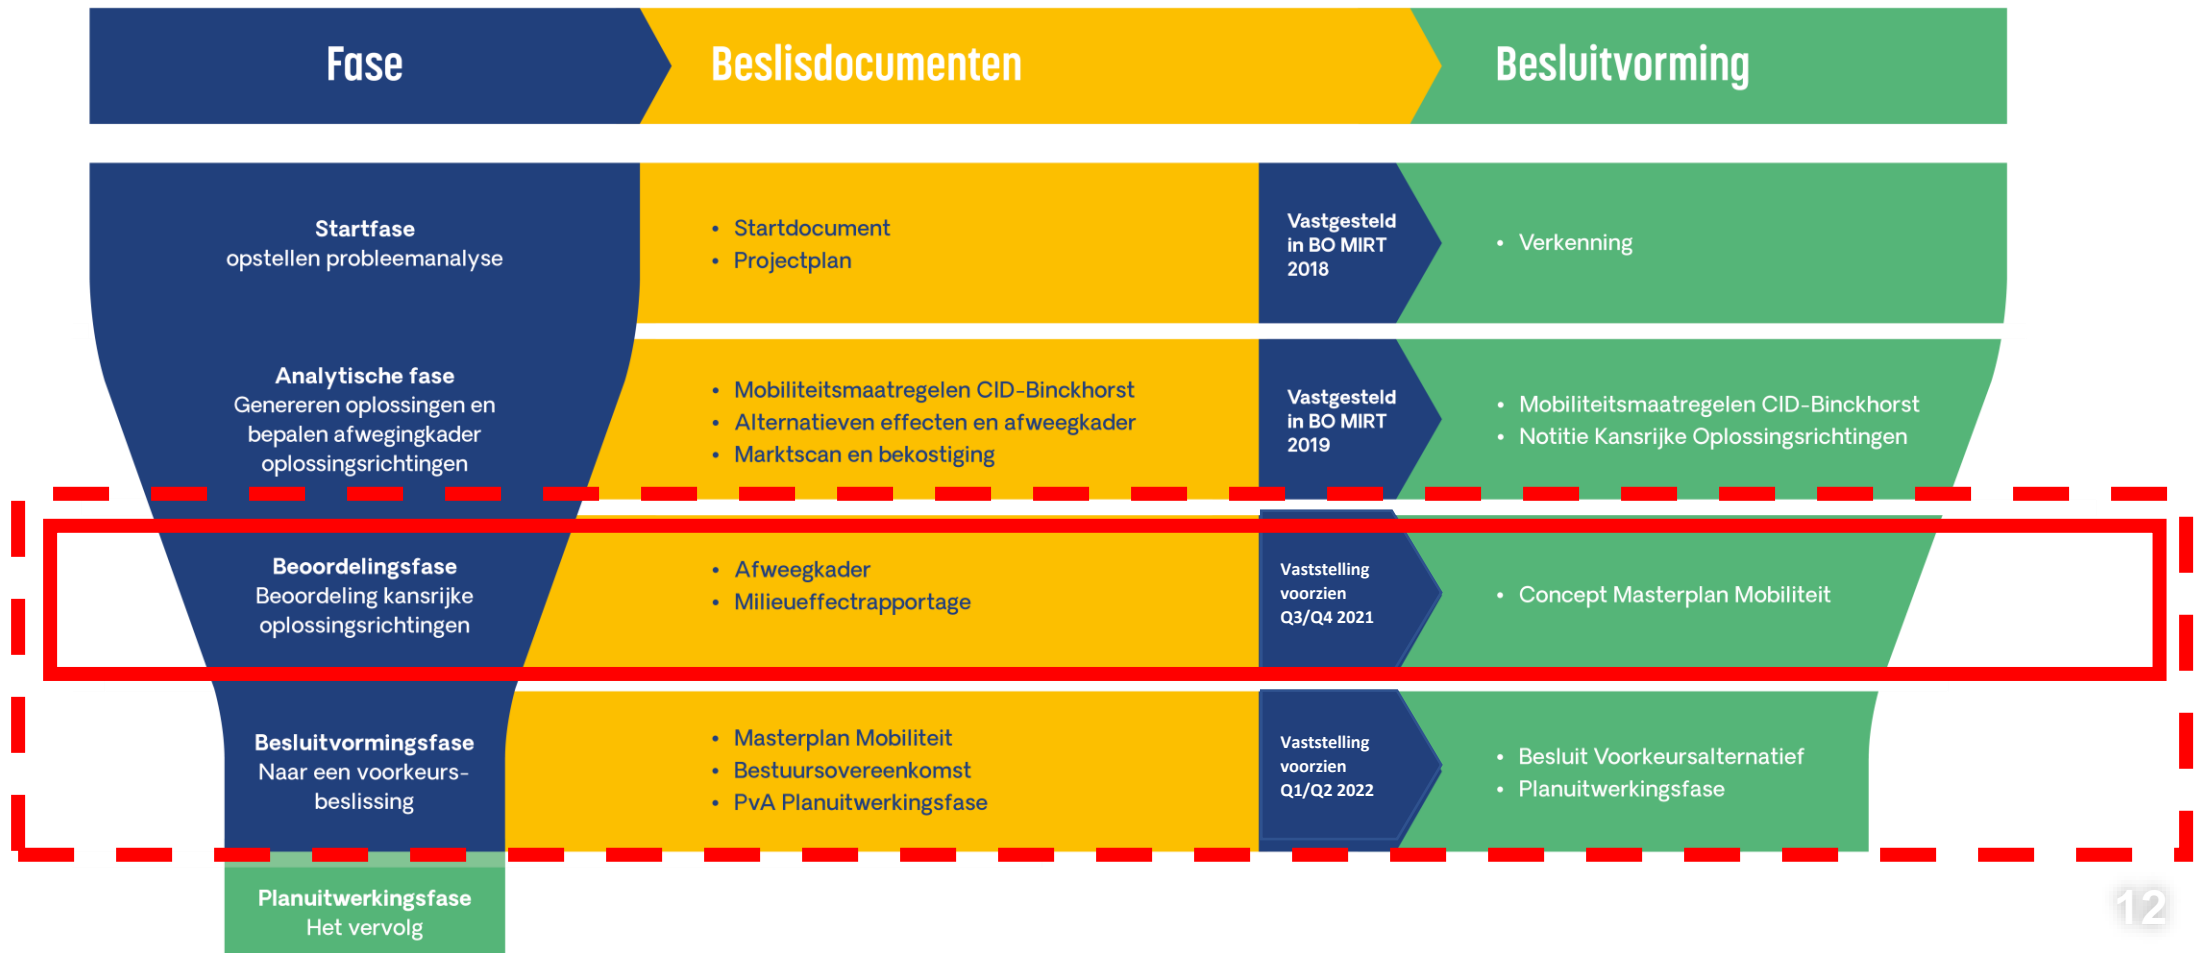 Fase
Beslisdocumenten
Besluitvorming
Startfase
opstellen probleemanalyse
• Startdocument
• Projectplan
Vastgesteld
in BO MIRT
2018
• Verkenning
Analytische fase
Genereren oplossingen en
bepalen afwegingkader
oplossingsrichtingen
• Mobiliteitsmaatregelen CID-Binckhorst
• Alternatieven effecten en afweegkader
• Marktscan en bekostiging
Vastgesteld
in BO MIRT
2019
• Mobiliteitsmaatregelen CID-Binckhorst
• Notitie Kansrijke Oplossingsrichtingen
Beoordelingsfase
Beoordeling kansrijke
oplossingsrichtingen
• Afweegkader
• Milieueffectrapportage
Vaststelling
voorzien
Q3/Q4 2021
• Concept Masterplan Mobiliteit
Besluitvormingsfase
Naar een voorkeurs-
beslissing
• Masterplan Mobiliteit
• Bestuursovereenkomst
• PvA Planuitwerkingsfase
Vaststelling
voorzien
Q1/Q2 2022
• Besluit Voorkeursalternatief
• Planuitwerkingsfase
Planuitwerkingsfase
Het vervolg
12